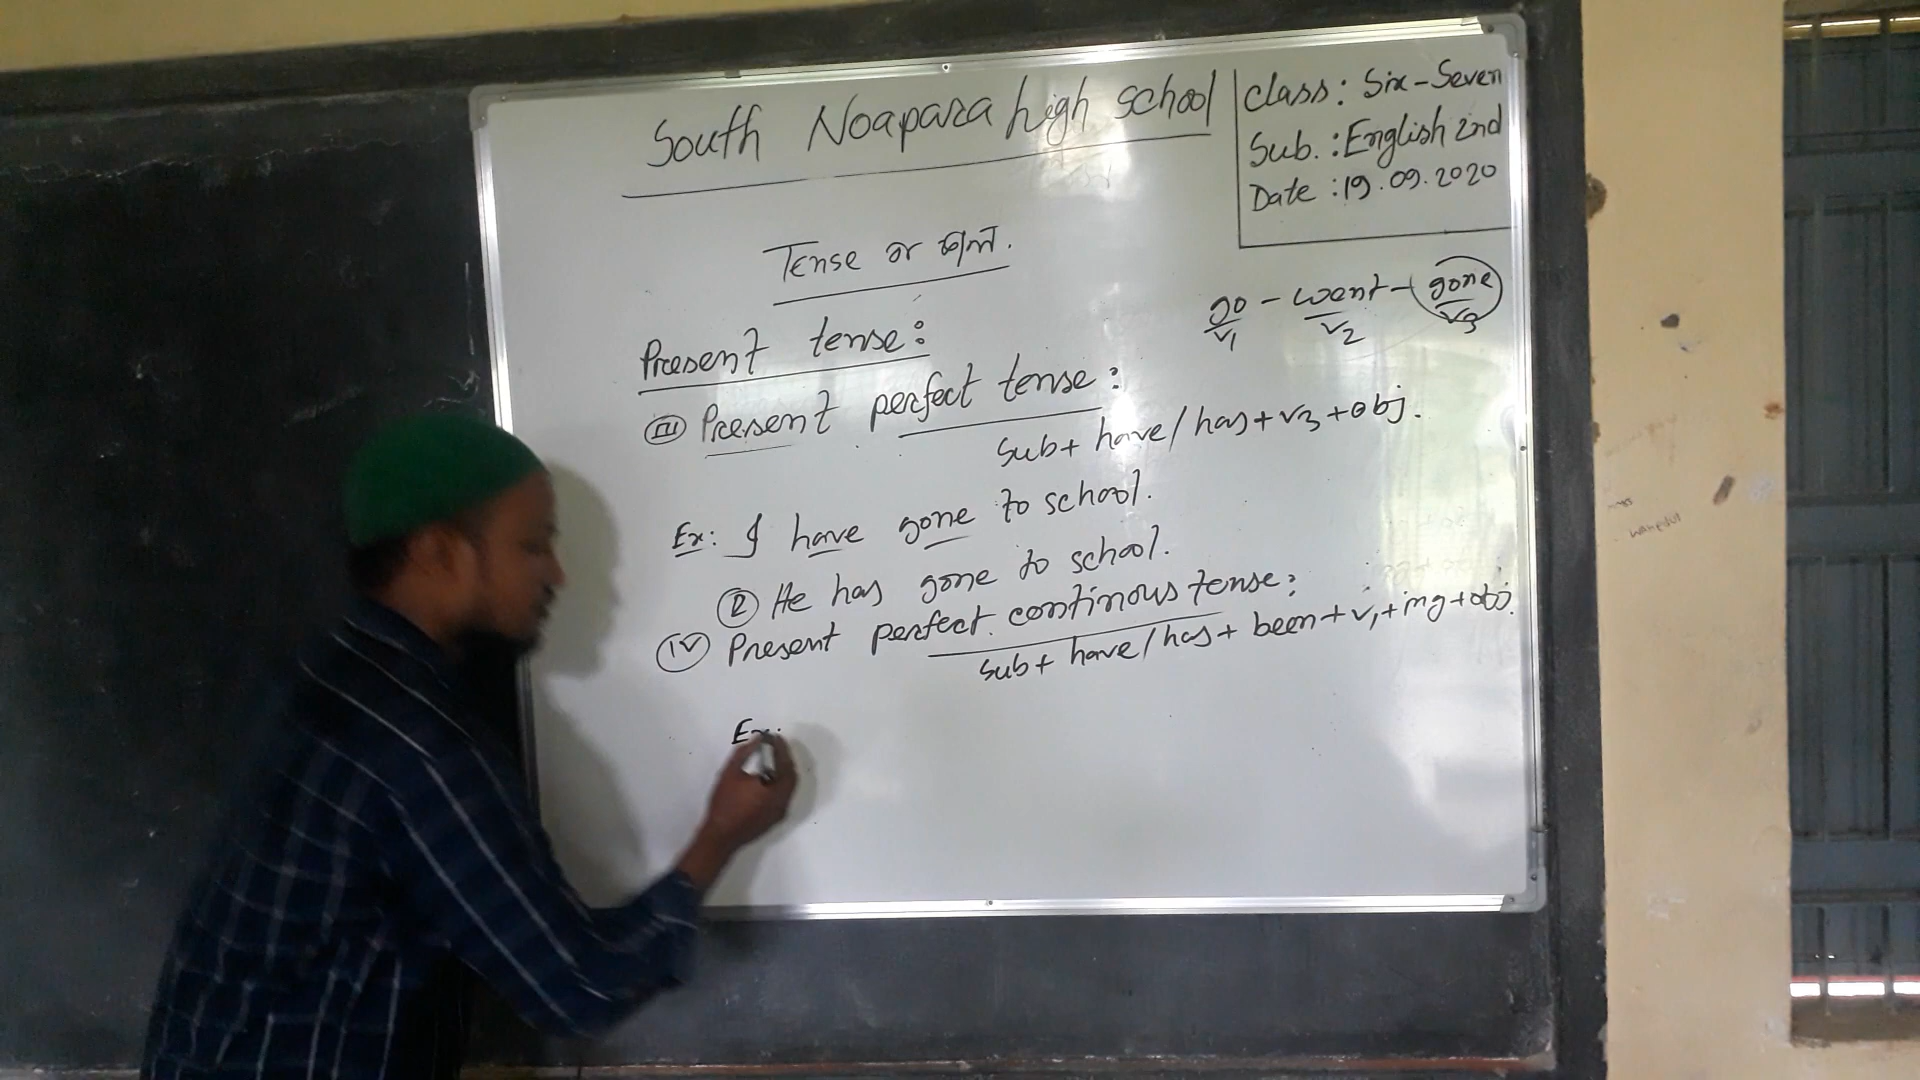 South Noapara high school
Class: Six-Seven
Sub.: English 2nd
Date: 19.09.2020
Tense or কাল.
go - went - gone
v1 v2 v3
Present tense:
III Present perfect tense:
Sub+ have/has+v3+obj.
Ex: I have gone to school.
2 He has gone to school.
IV Present perfect continous tense:
Sub+ have/has+been+v1+ing+obj.
Ex: